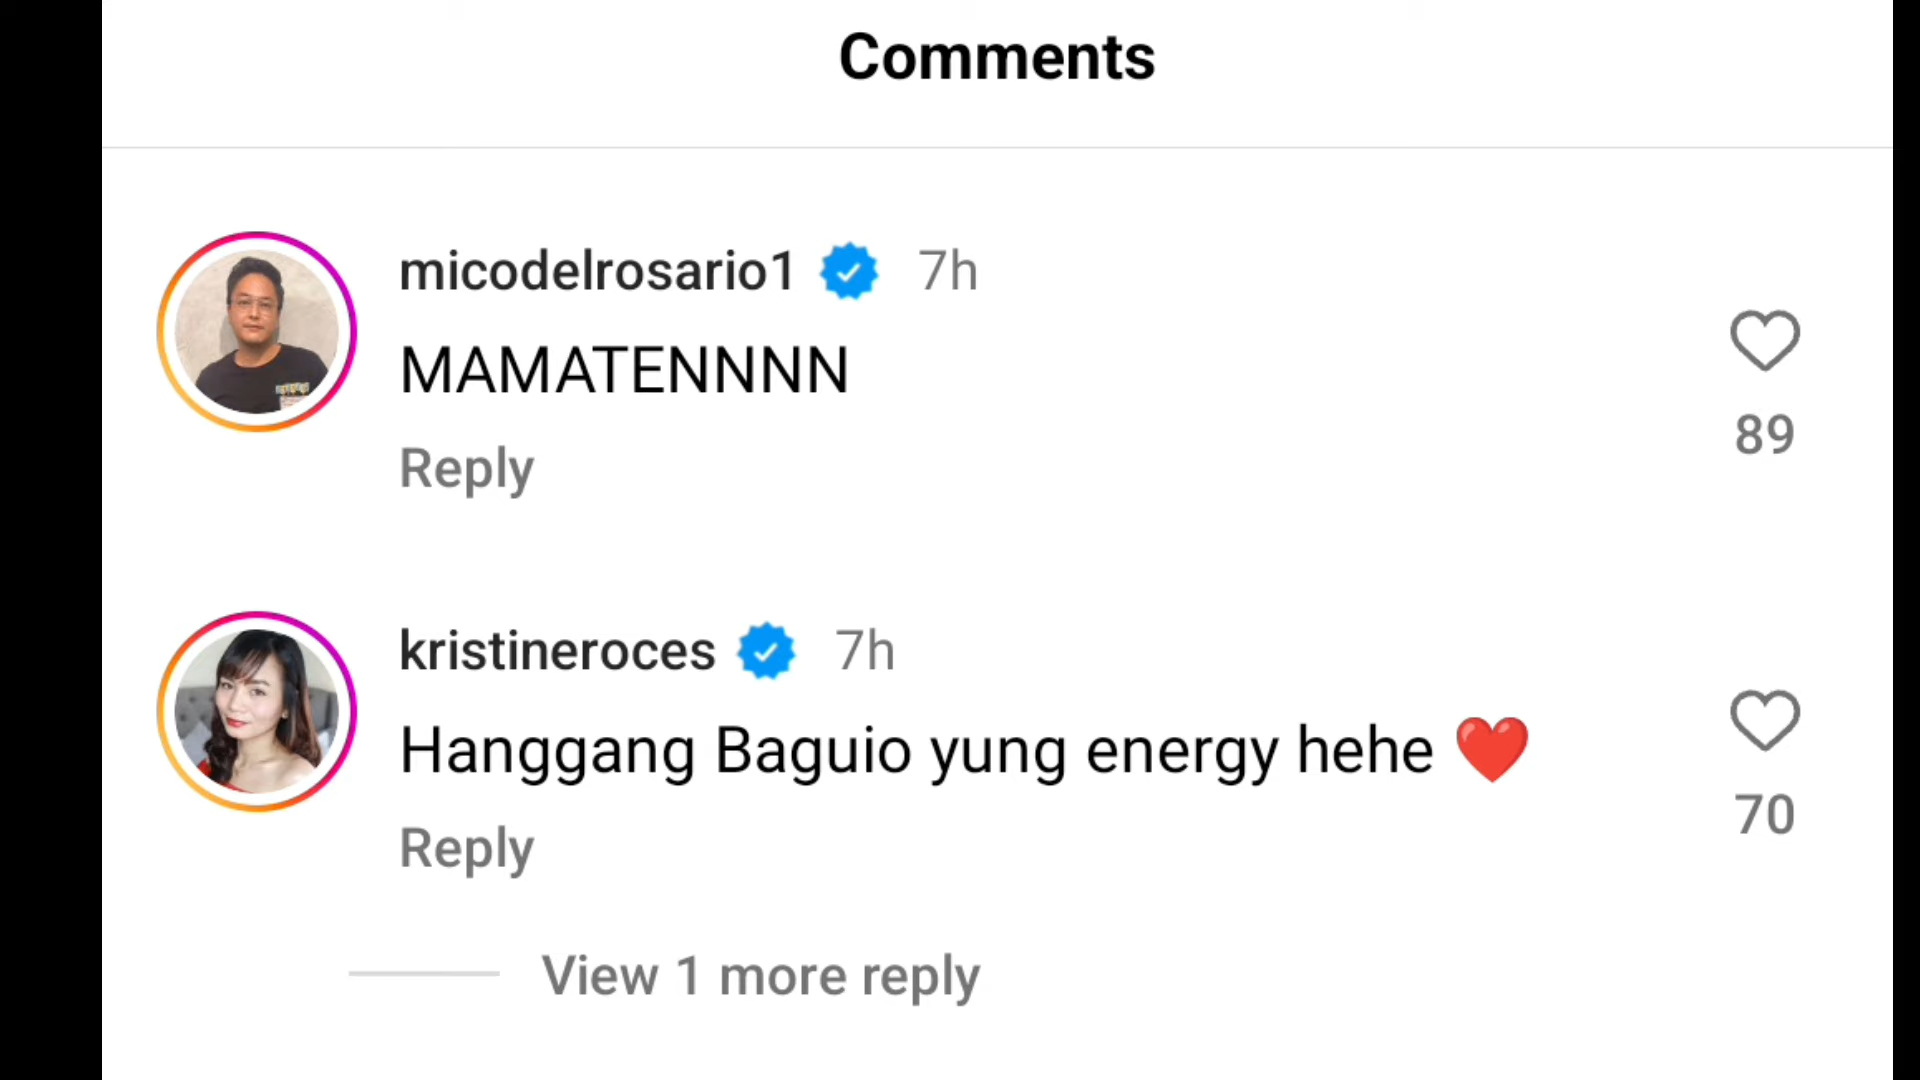 Comments
micodelrosario1 7h
MAMATENNNN
89
Reply
kristineroces 7h
Hanggang Baguio yung energy hehe ❤️
70
Reply
View 1 more reply